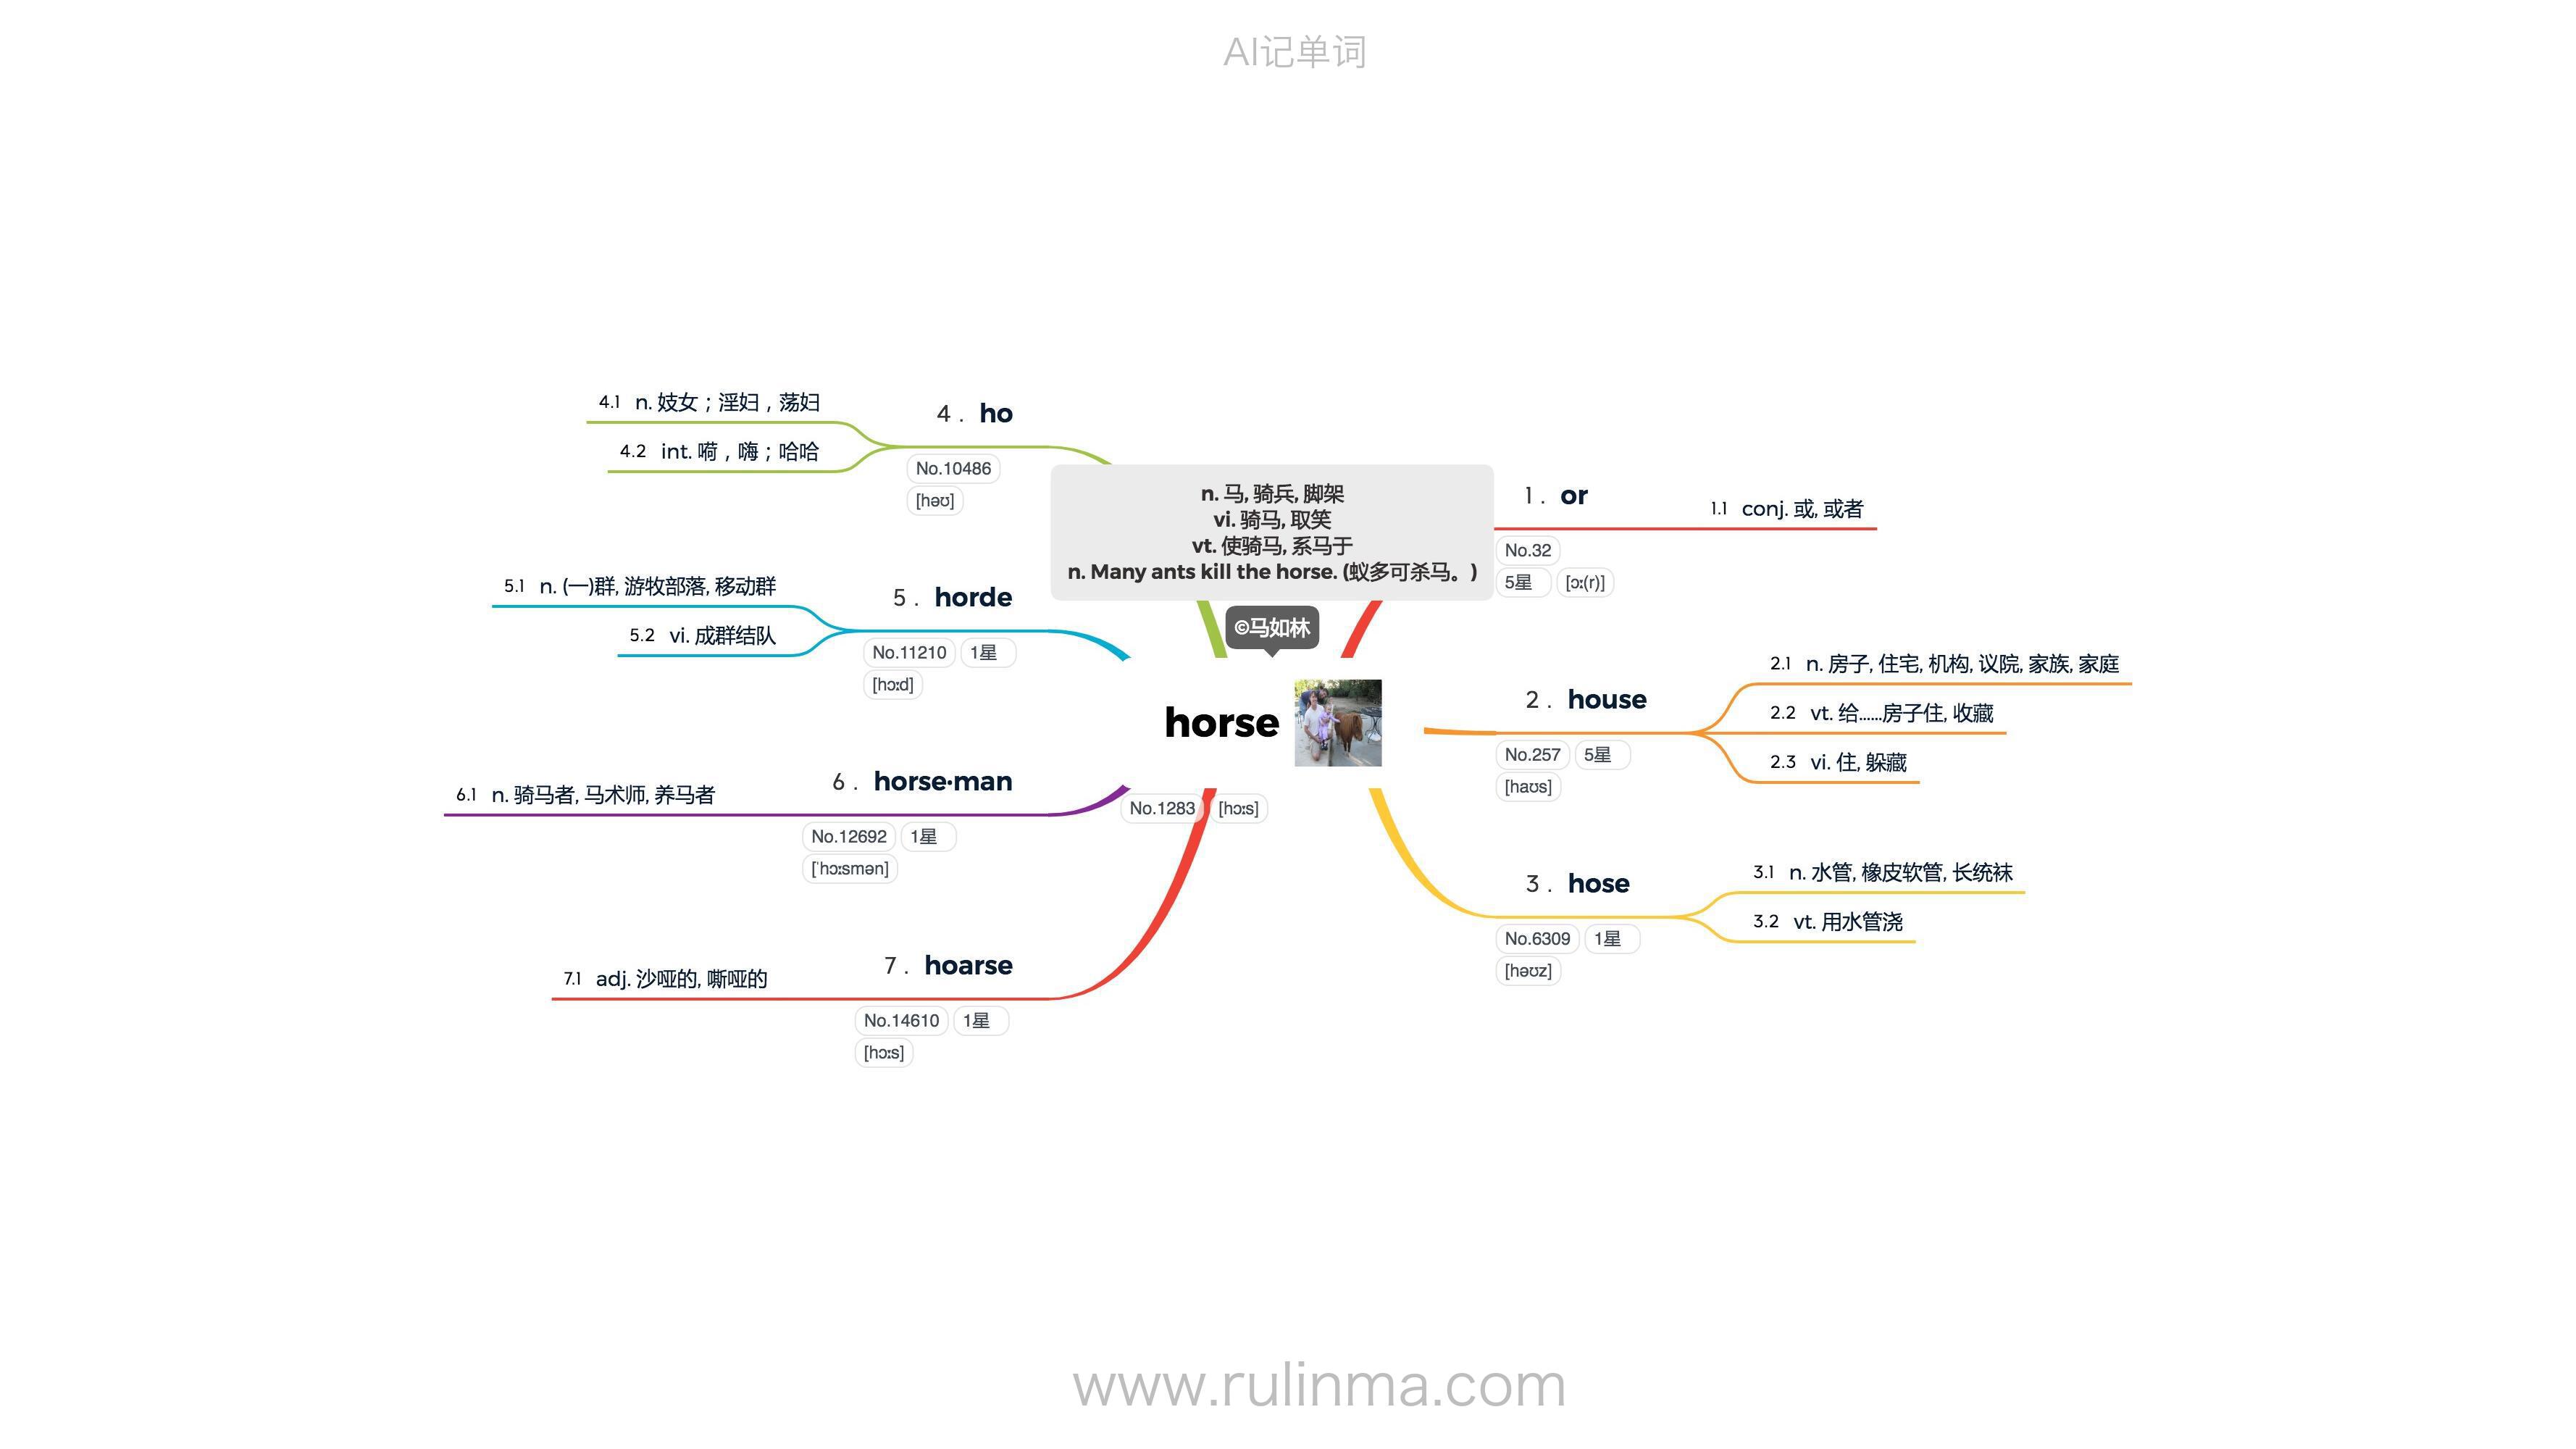 AI记单词
n. 马, 骑兵, 脚架
vi. 骑马, 取笑
vt. 使骑马, 系马于
n. Many ants kill the horse. (蚁多可杀马。)
©马如林
horse
No.1283 [hɔːs]
1 . or
No.32
5星 [ɔː(r)]
1.1 conj. 或, 或者
2 . house
No.257 5星
[haʊs]
2.1 n. 房子, 住宅, 机构, 议院, 家族, 家庭
2.2 vt. 给……房子住, 收藏
2.3 vi. 住, 躲藏
3 . hose
No.6309 1星
[həʊz]
3.1 n. 水管, 橡皮软管, 长统袜
3.2 vt. 用水管浇
4 . ho
No.10486
[həʊ]
4.1 n. 妓女；淫妇，荡妇
4.2 int. 嗬，嗨；哈哈
5 . horde
No.11210 1星
[hɔːd]
5.1 n. (一)群, 游牧部落, 移动群
5.2 vi. 成群结队
6 . horse·man
No.12692 1星
[ˈhɔːsmən]
6.1 n. 骑马者, 马术师, 养马者
7 . hoarse
No.14610 1星
[hɔːs]
7.1 adj. 沙哑的, 嘶哑的
www.rulinma.com